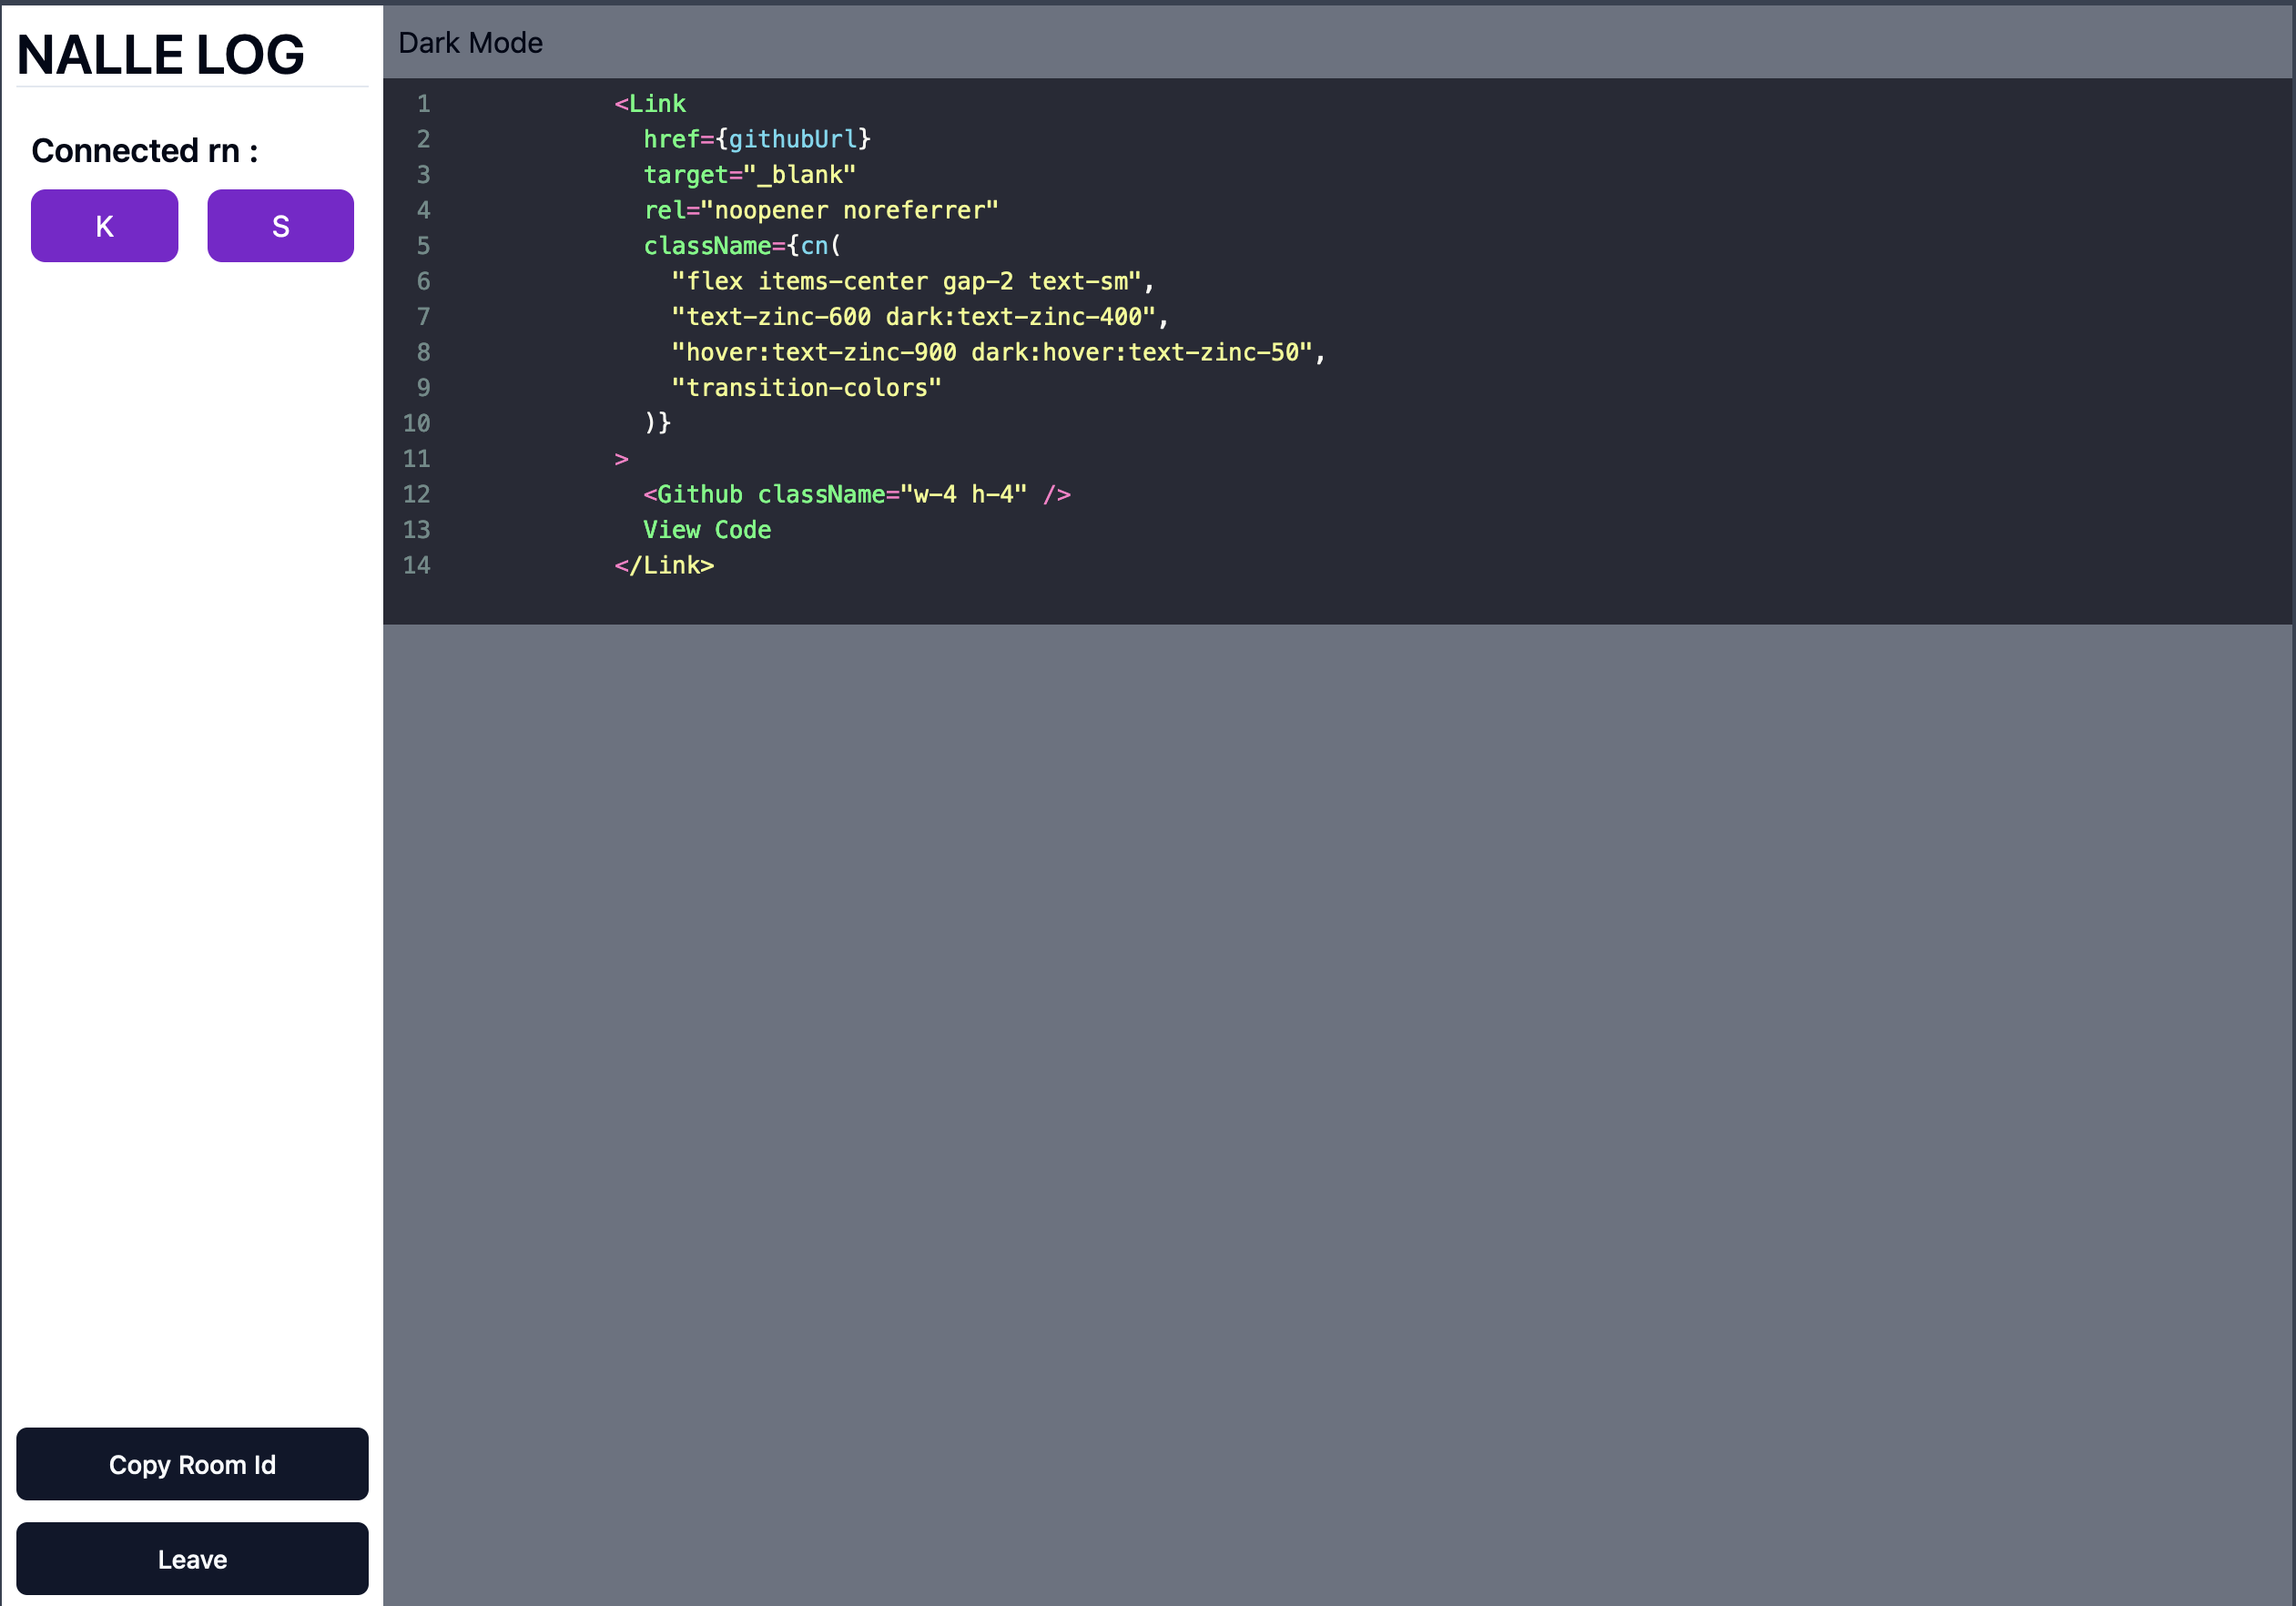 NALLE LOG
Connected rn :
K S
Copy Room Id
Leave
Dark Mode
1 <Link
2 href={githubUrl}
3 target="_blank"
4 rel="noopener noreferrer"
5 className={cn(
6 "flex items-center gap-2 text-sm",
7 "text-zinc-600 dark:text-zinc-400",
8 "hover:text-zinc-900 dark:hover:text-zinc-50",
9 "transition-colors"
10 )}
11 >
12 <Github className="w-4 h-4" />
13 View Code
14 </Link>